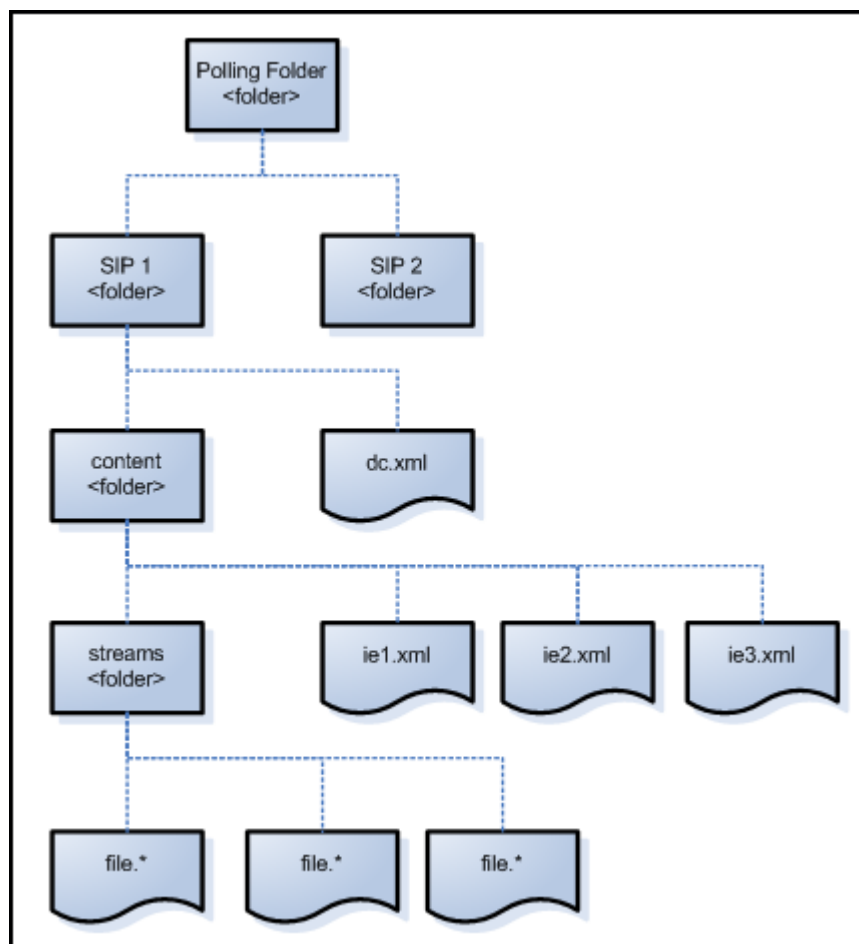 Polling Folder
<folder>
SIP 1
<folder>
SIP 2
<folder>
content
<folder>
dc.xml
streams
<folder>
ie1.xml
ie2.xml
ie3.xml
file.*
file.*
file.*